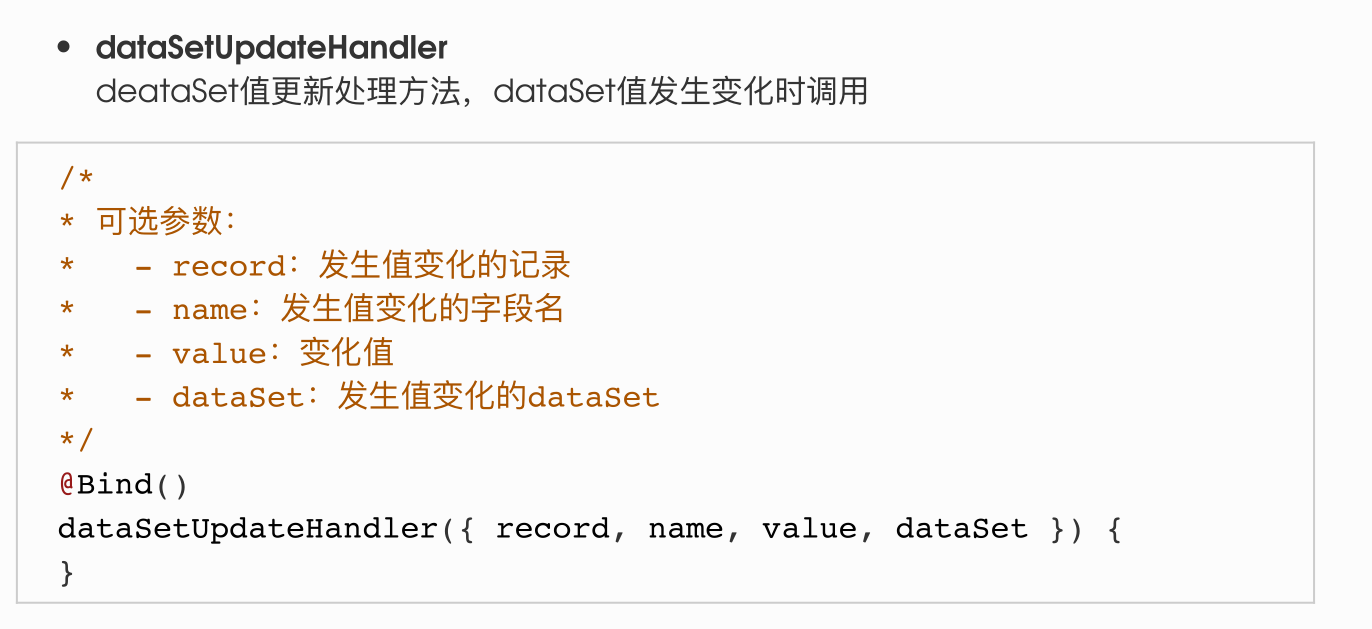 • dataSetUpdateHandler
deataSet值更新处理方法，dataSet值发生变化时调用
/*
* 可选参数：
*   - record：发生值变化的记录
*   - name：发生值变化的字段名
*   - value：变化值
*   - dataSet：发生值变化的dataSet
*/
@Bind()
dataSetUpdateHandler({ record, name, value, dataSet }) {
}